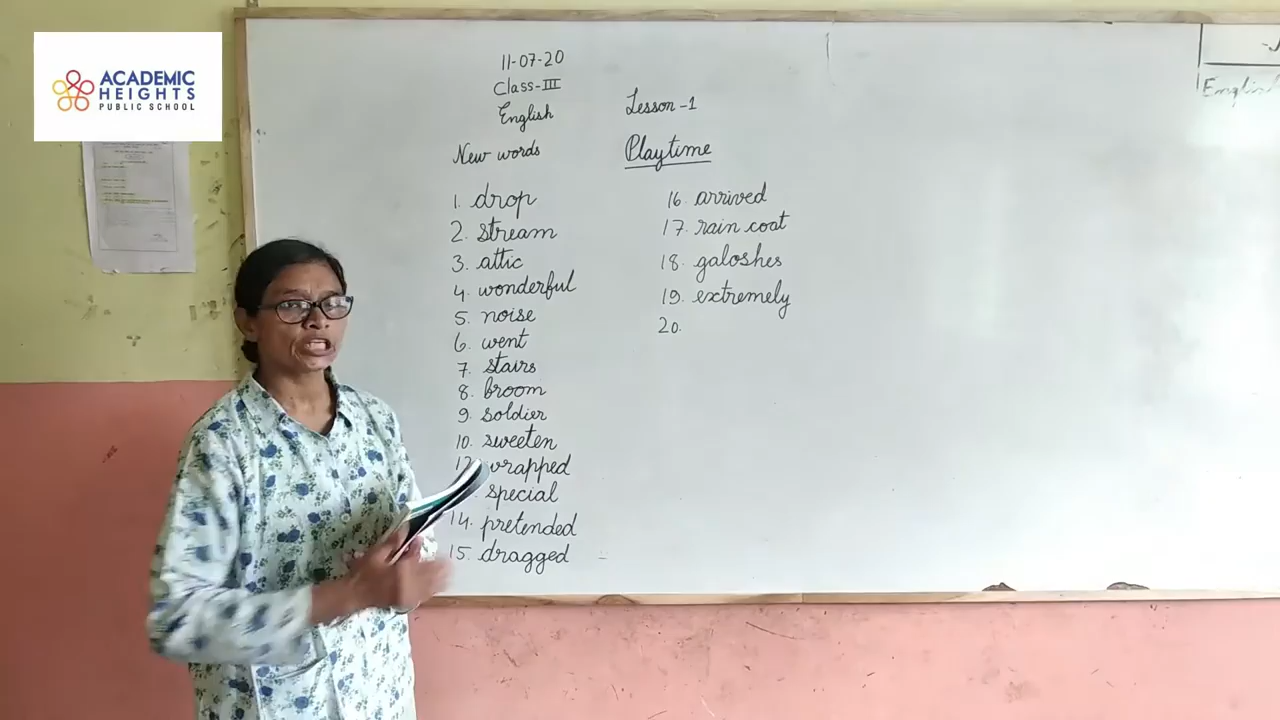 ACADEMIC
HEIGHTS
PUBLIC SCHOOL
11-07-20
Class-III
English
Lesson-1
New words
Playtime
1. drop
2. stream
3. attic
4. wonderful
5. noise
6. went
7. stairs
8. broom
9. soldier
10. sweeten
12. wrapped
special
14. pretended
15. dragged
16. arrived
17. rain coat
18. galoshes
19. extremely
20.
English